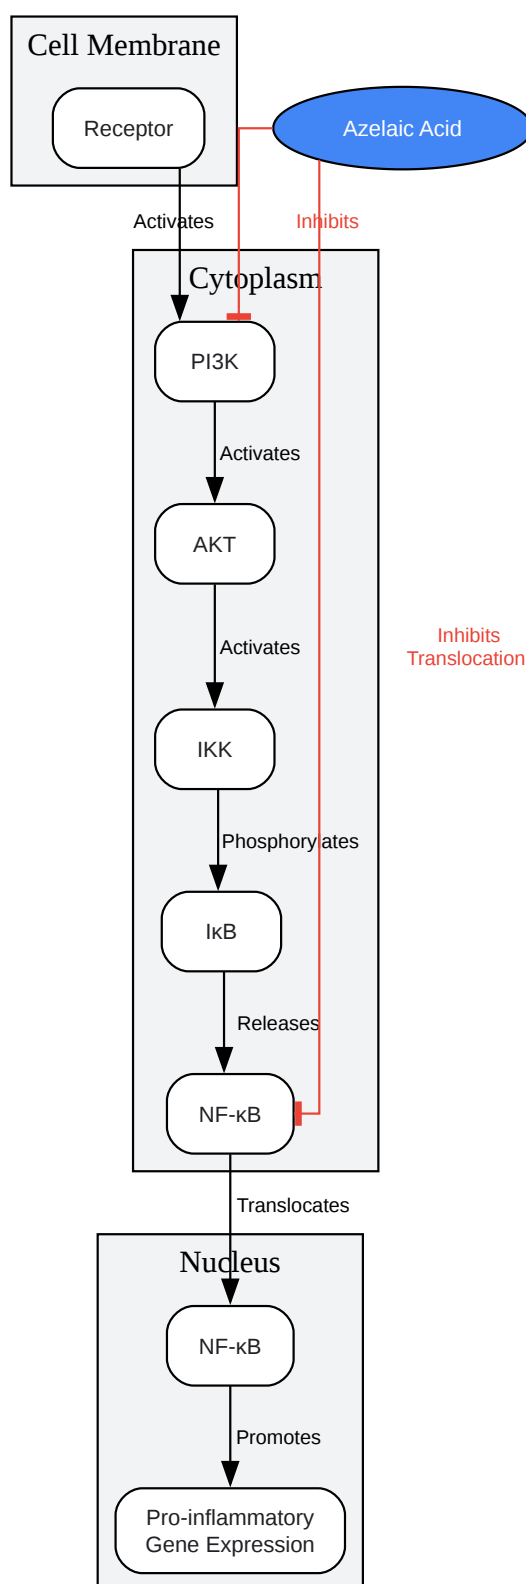 Cell Membrane
Receptor
Azelaic Acid
Activates
Inhibits
Cytoplasm
PI3K
Activates
AKT
Inhibits
Translocation
Activates
IKK
Phosphorylates
IκB
Releases
NF-κB
Translocates
Nucleus
NF-κB
Promotes
Pro-inflammatory
Gene Expression